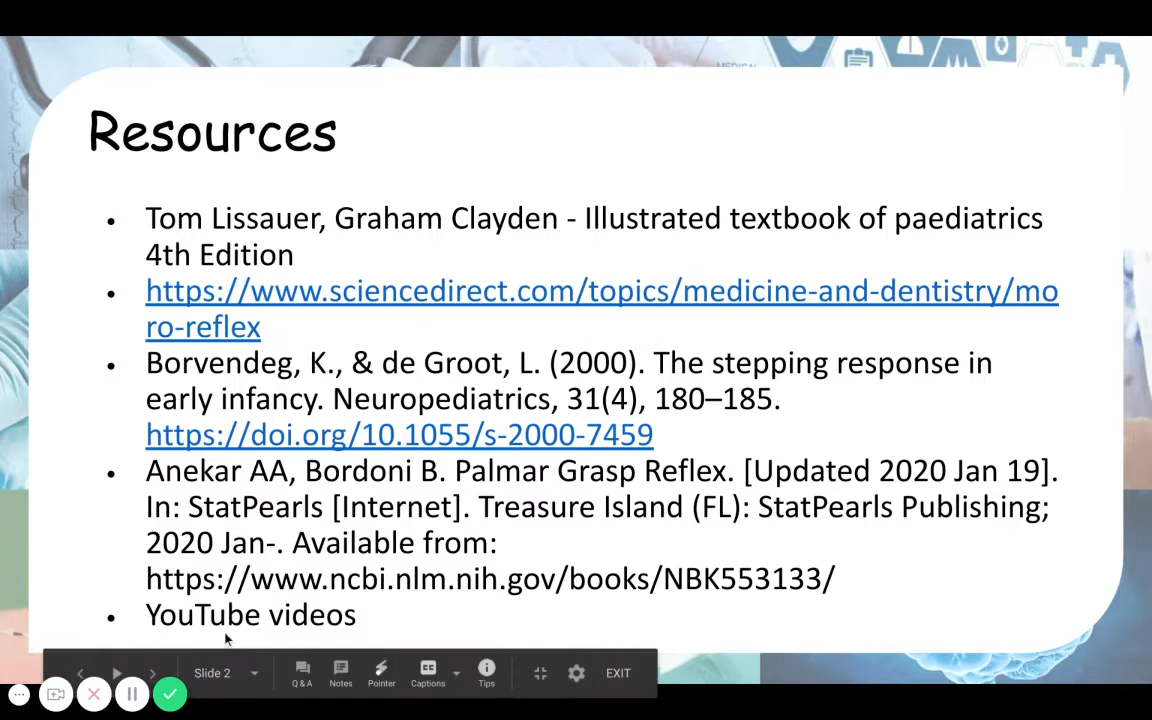 MEDICAL
Resources
• Tom Lissauer, Graham Clayden - Illustrated textbook of paediatrics
4th Edition
• https://www.sciencedirect.com/topics/medicine-and-dentistry/mo
ro-reflex
• Borvendeg, K., & de Groot, L. (2000). The stepping response in
early infancy. Neuropediatrics, 31(4), 180–185.
https://doi.org/10.1055/s-2000-7459
• Anekar AA, Bordoni B. Palmar Grasp Reflex. [Updated 2020 Jan 19].
In: StatPearls [Internet]. Treasure Island (FL): StatPearls Publishing;
2020 Jan-. Available from:
https://www.ncbi.nlm.nih.gov/books/NBK553133/
• YouTube videos
Slide 2 Q & A Notes Pointer CC Captions Tips EXIT